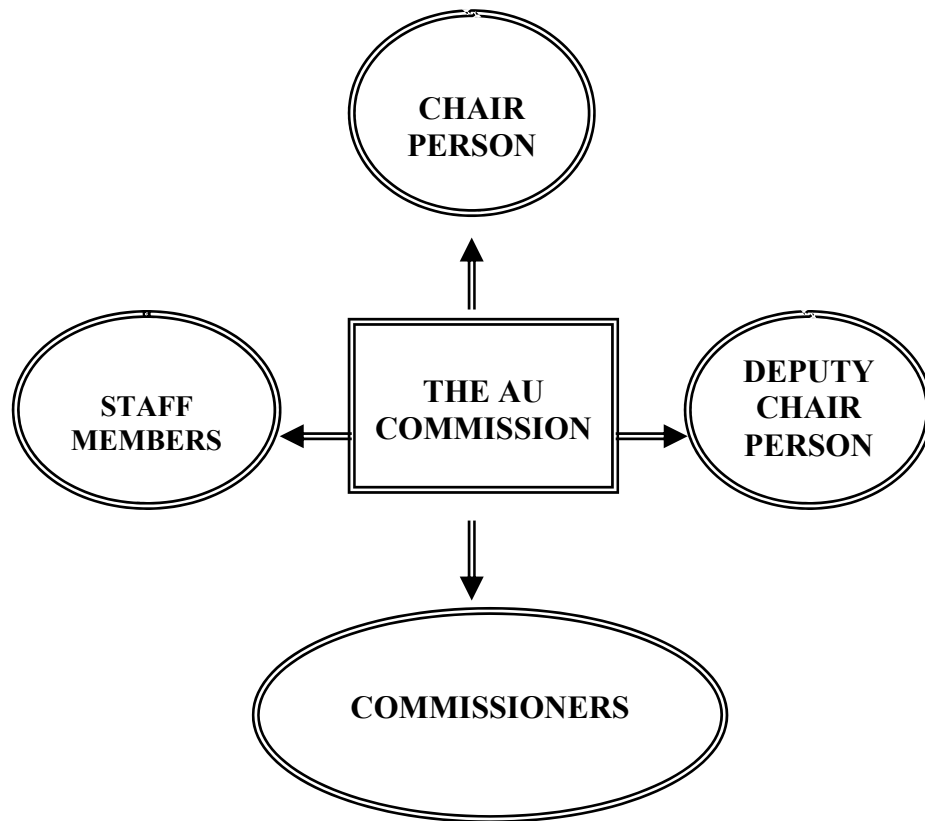 CHAIR
PERSON
STAFF
MEMBERS
THE AU
COMMISSION
DEPUTY
CHAIR
PERSON
COMMISSIONERS